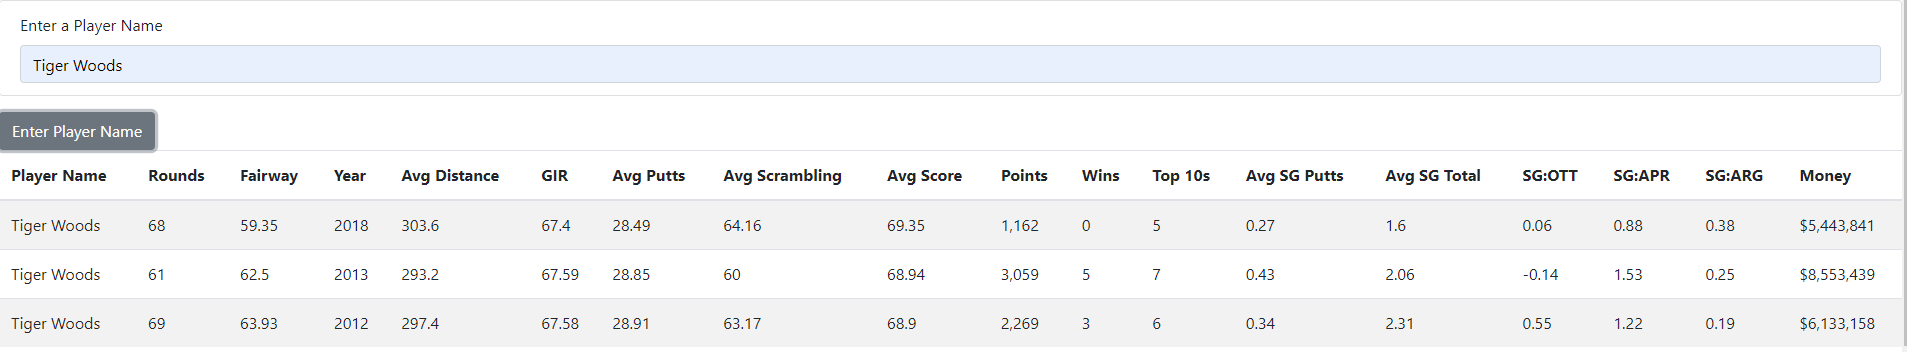 Enter a Player Name
Tiger Woods
Enter Player Name
Player Name Rounds Fairway Year Avg Distance GIR Avg Putts Avg Scrambling Avg Score Points Wins Top 10s Avg SG Putts Avg SG Total SG:OTT SG:APR SG:ARG Money
Tiger Woods 68 59.35 2018 303.6 67.4 28.49 64.16 69.35 1,162 0 5 0.27 1.6 0.06 0.88 0.38 $5,443,841
Tiger Woods 61 62.5 2013 293.2 67.59 28.85 60 68.94 3,059 5 7 0.43 2.06 -0.14 1.53 0.25 $8,553,439
Tiger Woods 69 63.93 2012 297.4 67.58 28.91 63.17 68.9 2,269 3 6 0.34 2.31 0.55 1.22 0.19 $6,133,158